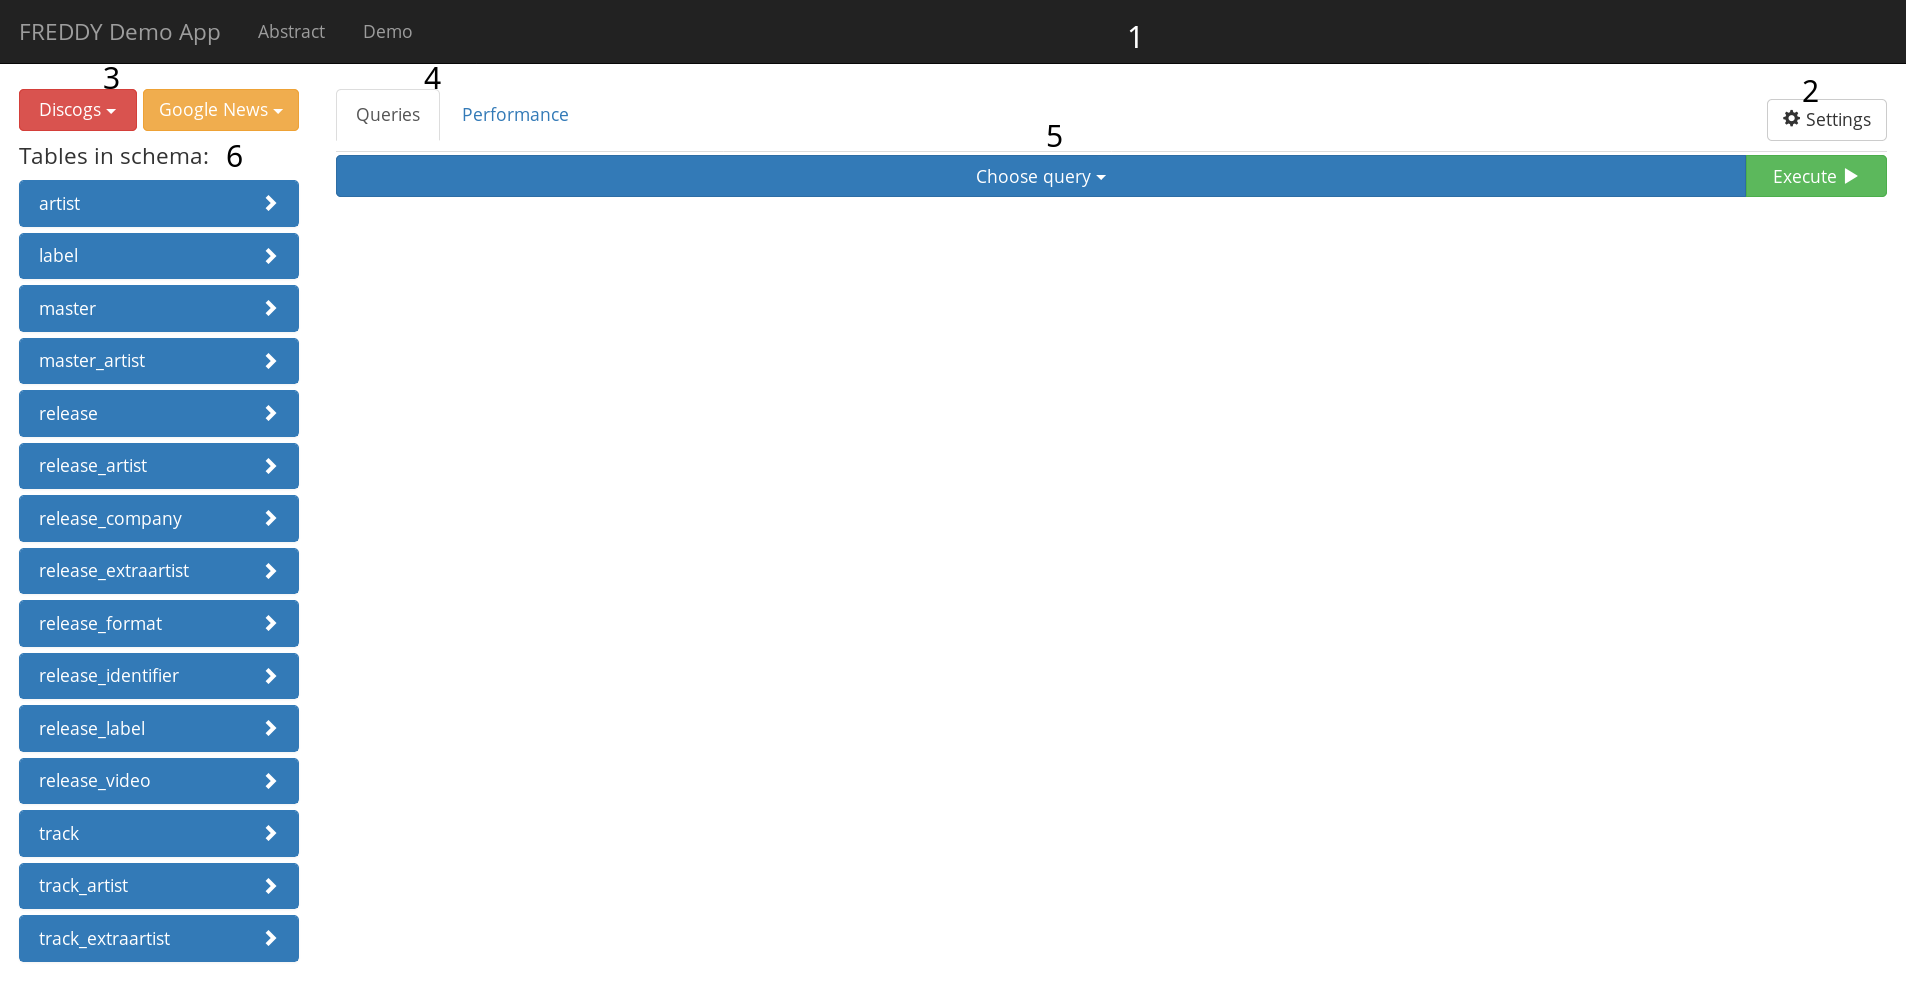 FREDDY Demo App Abstract Demo 1
3 4 2
Discogs Google News Queries Performance Settings
5
Tables in schema: 6
Choose query Execute
artist
label
master
master_artist
release
release_artist
release_company
release_extraartist
release_format
release_identifier
release_label
release_video
track
track_artist
track_extraartist